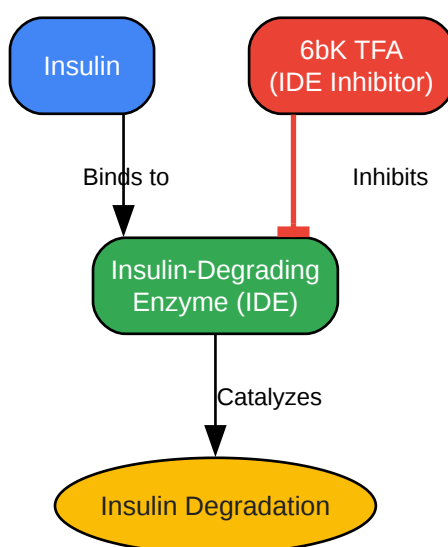 Insulin
6bK TFA
(IDE Inhibitor)
Binds to
Inhibits
Insulin-Degrading
Enzyme (IDE)
Catalyzes
Insulin Degradation